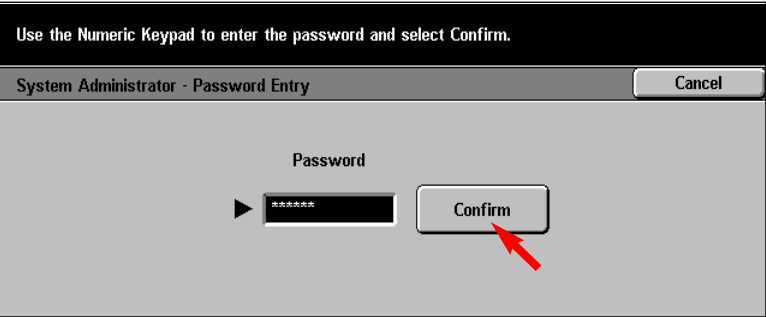 Use the Numeric Keypad to enter the password and select Confirm.
System Administrator - Password Entry
Cancel
Password
******
Confirm